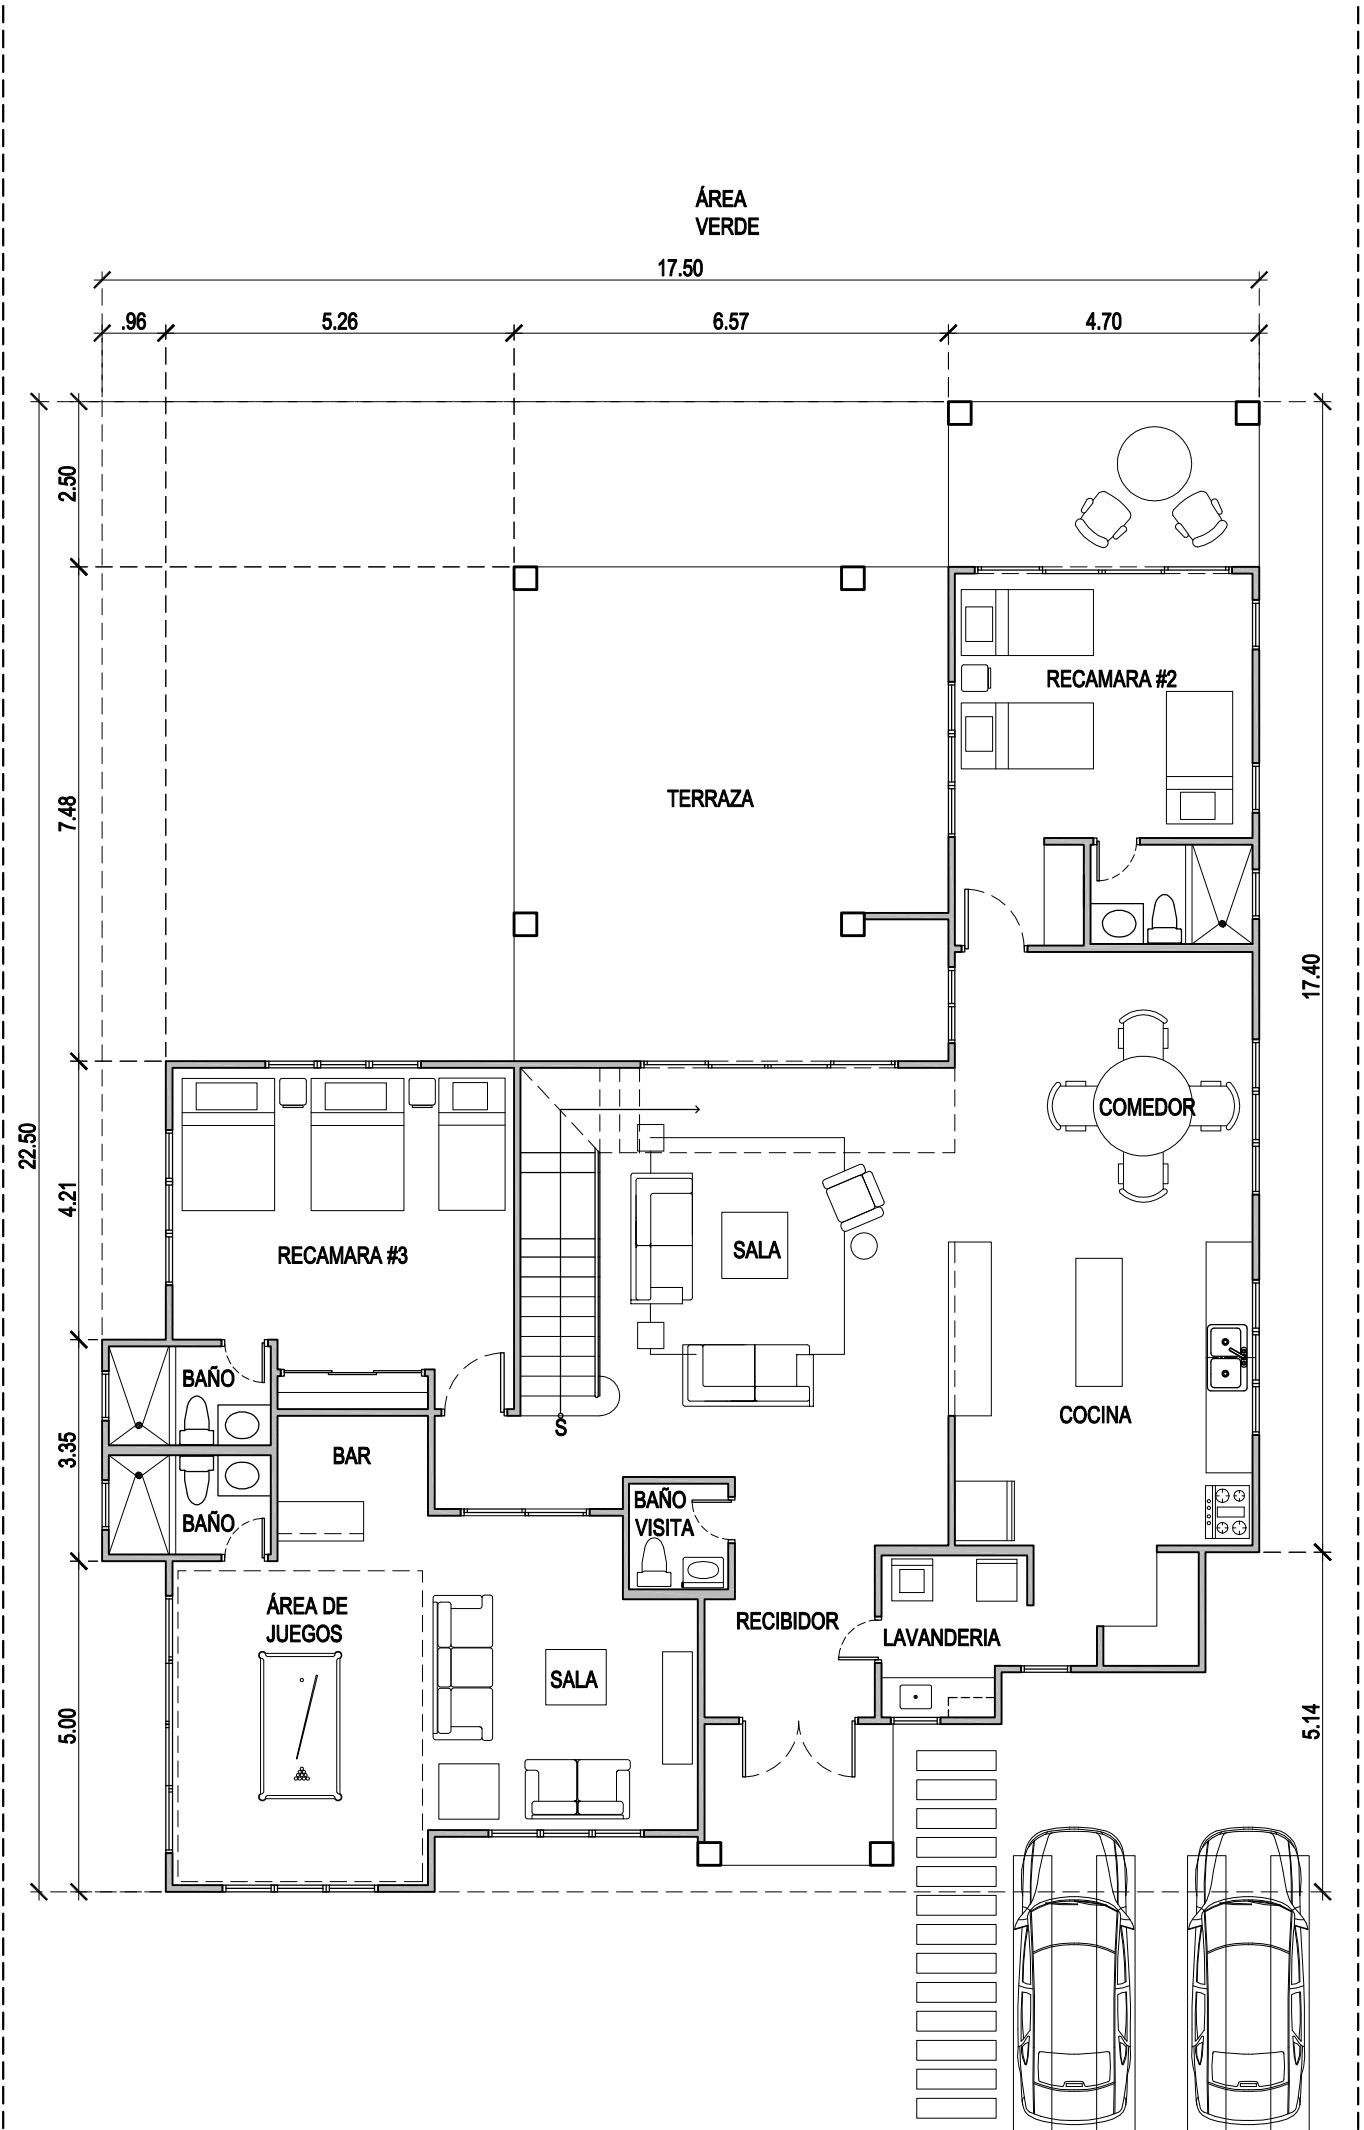 ÁREA
VERDE
17.50
.96
5.26
6.57
4.70
2.50
RECAMARA #2
TERRAZA
7.48
17.40
COMEDOR
22.50
4.21
RECAMARA #3
SALA
BAÑO
COCINA
S
3.35
BAR
BAÑO
VISITA
BAÑO
ÁREA DE
JUEGOS
RECIBIDOR
LAVANDERIA
SALA
5.00
5.14